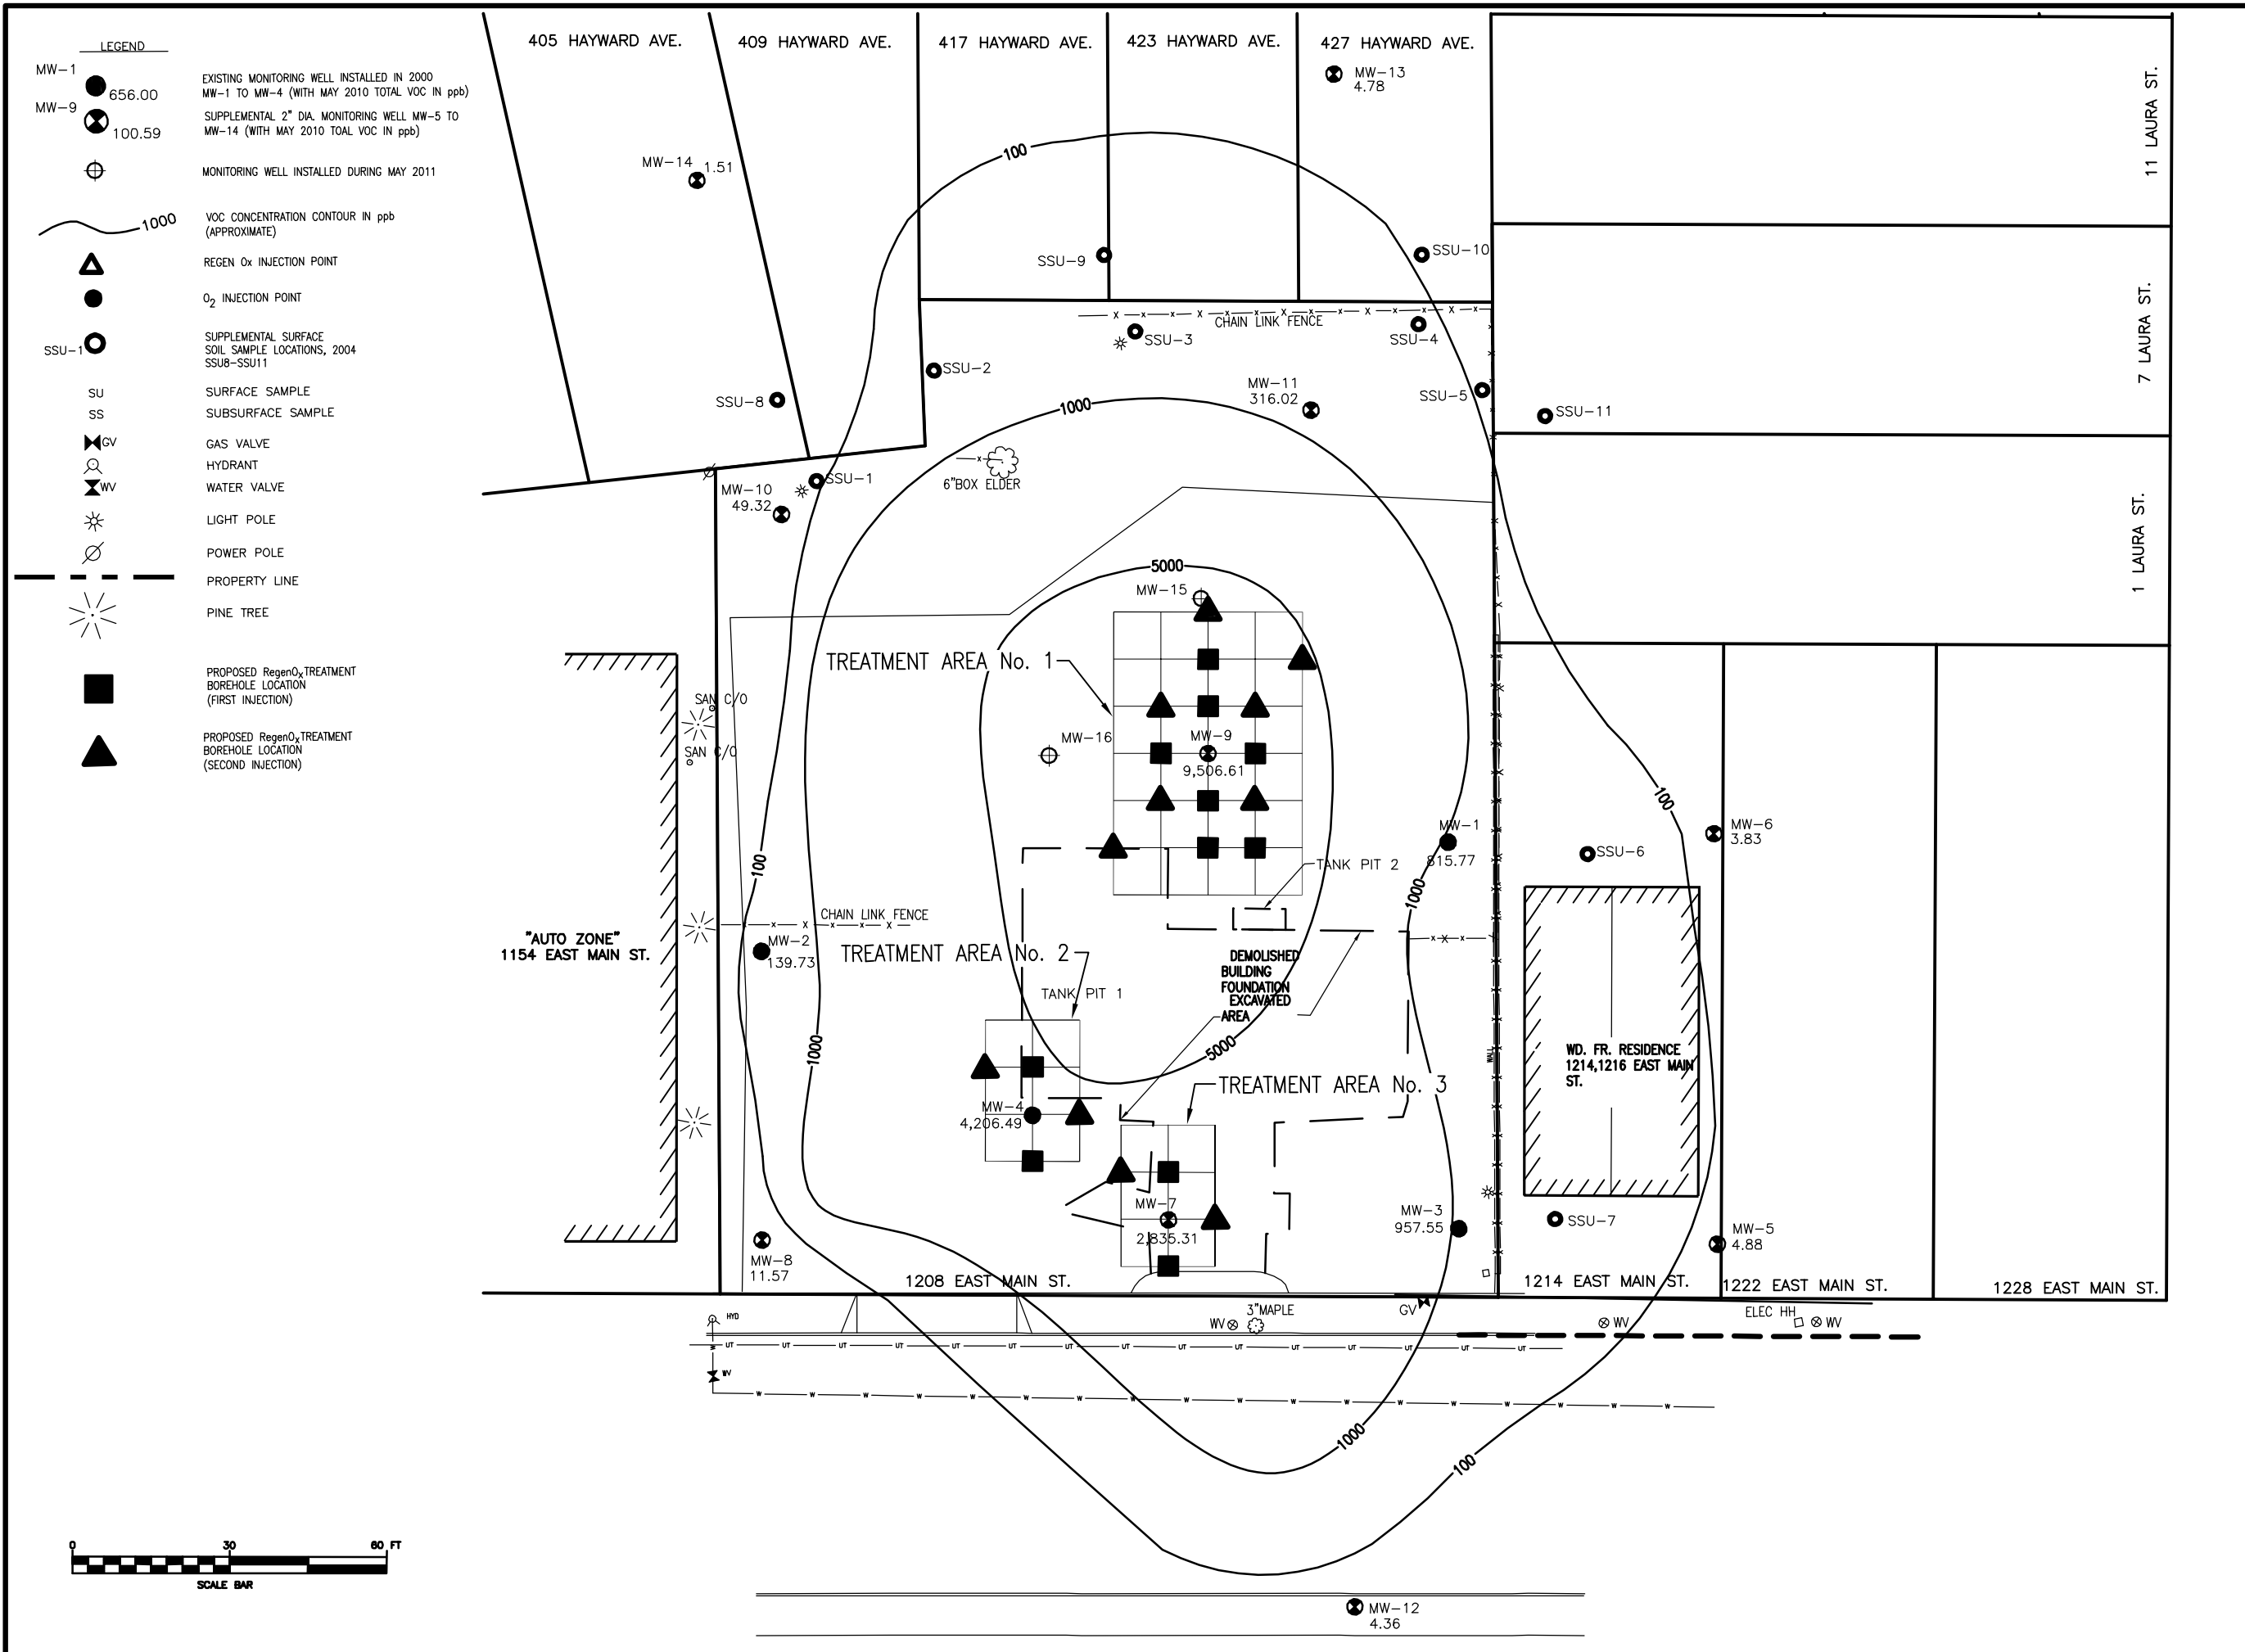 LEGEND
MW-1
656.00
EXISTING MONITORING WELL INSTALLED IN 2000
MW-1 TO MW-4 (WITH MAY 2010 TOTAL VOC IN ppb)
MW-9
100.59
SUPPLEMENTAL 2" DIA. MONITORING WELL MW-5 TO
MW-14 (WITH MAY 2010 TOAL VOC IN ppb)
MONITORING WELL INSTALLED DURING MAY 2011
1000
VOC CONCENTRATION CONTOUR IN ppb
(APPROXIMATE)
REGEN Ox INJECTION POINT
O2 INJECTION POINT
SSU-1
SUPPLEMENTAL SURFACE
SOIL SAMPLE LOCATIONS, 2004
SSU8-SSU11
SU
SURFACE SAMPLE
SS
SUBSURFACE SAMPLE
GV
GAS VALVE
HYDRANT
WV
WATER VALVE
LIGHT POLE
POWER POLE
PROPERTY LINE
PINE TREE
PROPOSED RegenOx TREATMENT
BOREHOLE LOCATION
(FIRST INJECTION)
PROPOSED RegenOx TREATMENT
BOREHOLE LOCATION
(SECOND INJECTION)
405 HAYWARD AVE.
409 HAYWARD AVE.
417 HAYWARD AVE.
423 HAYWARD AVE.
427 HAYWARD AVE.
MW-13
4.78
11 LAURA ST.
MW-14
1.51
100
SSU-9
SSU-10
CHAIN LINK FENCE
SSU-3
SSU-4
7 LAURA ST.
SSU-2
SSU-8
MW-11
316.02
SSU-5
SSU-11
1000
SSU-1
MW-10
49.32
6"BOX ELDER
1 LAURA ST.
5000
MW-15
TREATMENT AREA No. 1
SAN C/O
SAN C/O
MW-16
MW-9
9,506.61
100
MW-1
815.77
MW-6
3.83
SSU-6
100
TANK PIT 2
1000
CHAIN LINK FENCE
"AUTO ZONE"
1154 EAST MAIN ST.
MW-2
139.73
TREATMENT AREA No. 2
DEMOLISHED
BUILDING
FOUNDATION
EXCAVATED
AREA
TANK PIT 1
1000
5000
WALL
WD. FR. RESIDENCE
1214,1216 EAST MAIN
ST.
TREATMENT AREA No. 3
MW-4
4,206.49
MW-7
2,835.31
MW-3
957.55
SSU-7
MW-5
4.88
MW-8
11.57
1208 EAST MAIN ST.
1214 EAST MAIN ST.
1222 EAST MAIN ST.
1228 EAST MAIN ST.
HYD
3"MAPLE
WV
GV
WV
ELEC HH
WV
UT UT UT UT UT UT UT UT UT UT UT UT UT UT UT
W
WV
W W W W W W W W W W W W W W W W W W
1000
100
0 30 60 FT
SCALE BAR
MW-12
4.36